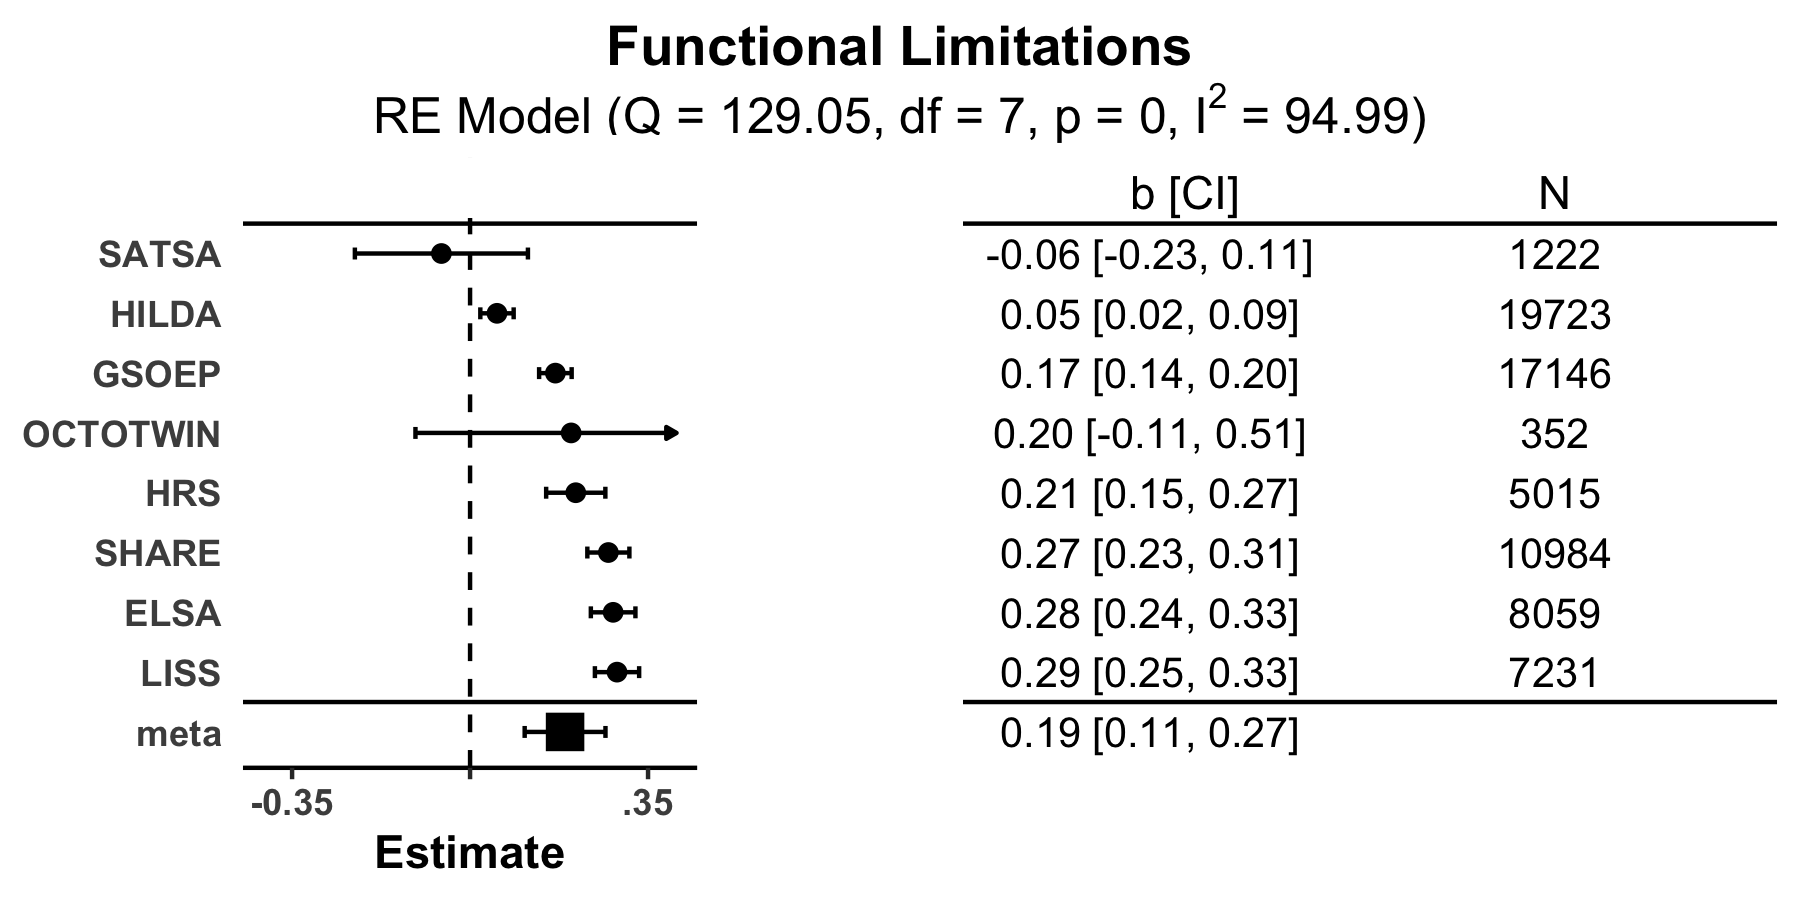 Functional Limitations
RE Model (Q = 129.05, df = 7, p = 0, I² = 94.99)
b [CI] N
SATSA -0.06 [-0.23, 0.11] 1222
HILDA 0.05 [0.02, 0.09] 19723
GSOEP 0.17 [0.14, 0.20] 17146
OCTOTWIN 0.20 [-0.11, 0.51] 352
HRS 0.21 [0.15, 0.27] 5015
SHARE 0.27 [0.23, 0.31] 10984
ELSA 0.28 [0.24, 0.33] 8059
LISS 0.29 [0.25, 0.33] 7231
meta 0.19 [0.11, 0.27]
-0.35 .35
Estimate